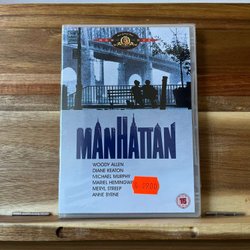 MANHATTAN
WOODY ALLEN
DIANE KEATON
MICHAEL MURPHY
MARIEL HEMINGWAY
MERYL STREEP
ANNE BYRNE
15